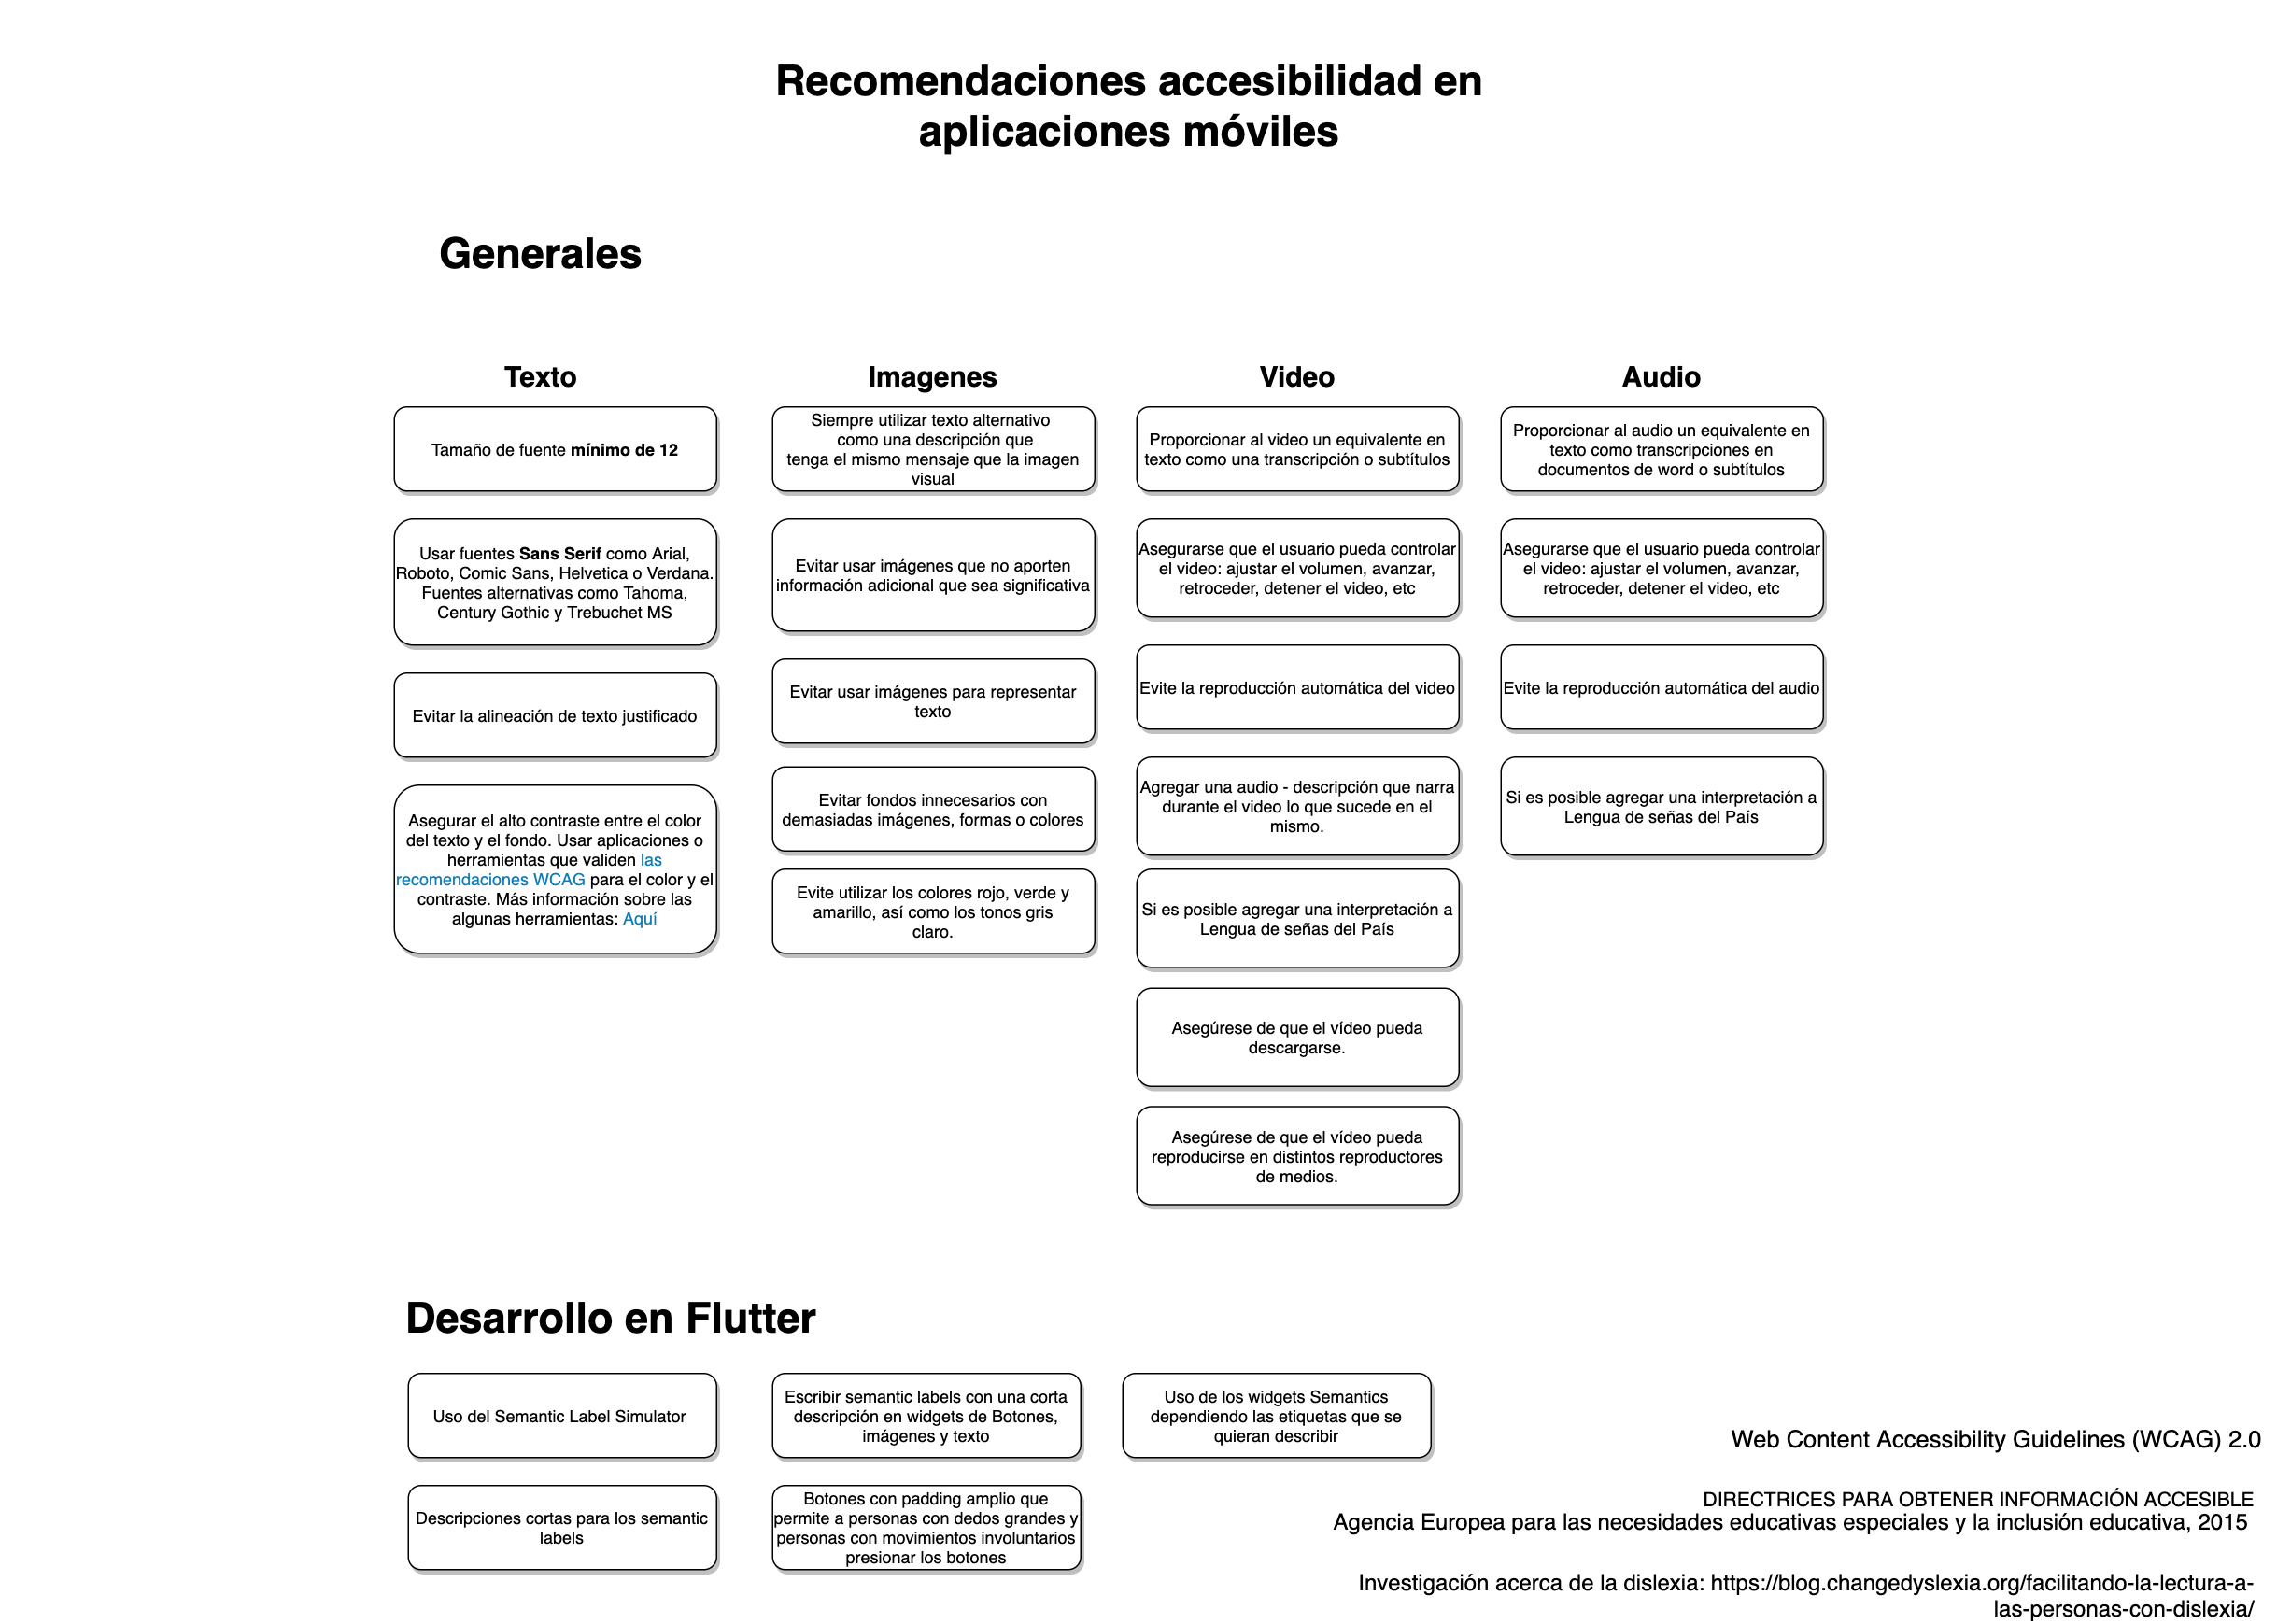 Recomendaciones accesibilidad en
aplicaciones móviles
Generales
Texto
Tamaño de fuente mínimo de 12
Usar fuentes Sans Serif como Arial,
Roboto, Comic Sans, Helvetica o Verdana.
Fuentes alternativas como Tahoma,
Century Gothic y Trebuchet MS
Evitar la alineación de texto justificado
Asegurar el alto contraste entre el color
del texto y el fondo. Usar aplicaciones o
herramientas que validen las
recomendaciones WCAG para el color y el
contraste. Más información sobre las
algunas herramientas: Aquí
Imagenes
Siempre utilizar texto alternativo
como una descripción que
tenga el mismo mensaje que la imagen
visual
Evitar usar imágenes que no aporten
información adicional que sea significativa
Evitar usar imágenes para representar
texto
Evitar fondos innecesarios con
demasiadas imágenes, formas o colores
Evite utilizar los colores rojo, verde y
amarillo, así como los tonos gris
claro.
Video
Proporcionar al video un equivalente en
texto como una transcripción o subtítulos
Asegurarse que el usuario pueda controlar
el video: ajustar el volumen, avanzar,
retroceder, detener el video, etc
Evite la reproducción automática del video
Agregar una audio - descripción que narra
durante el video lo que sucede en el
mismo.
Si es posible agregar una interpretación a
Lengua de señas del País
Asegúrese de que el vídeo pueda
descargarse.
Asegúrese de que el vídeo pueda
reproducirse en distintos reproductores
de medios.
Audio
Proporcionar al audio un equivalente en
texto como transcripciones en
documentos de word o subtítulos
Asegurarse que el usuario pueda controlar
el video: ajustar el volumen, avanzar,
retroceder, detener el video, etc
Evite la reproducción automática del audio
Si es posible agregar una interpretación a
Lengua de señas del País
Desarrollo en Flutter
Uso del Semantic Label Simulator
Escribir semantic labels con una corta
descripción en widgets de Botones,
imágenes y texto
Uso de los widgets Semantics
dependiendo las etiquetas que se
quieran describir
Descripciones cortas para los semantic
labels
Botones con padding amplio que
permite a personas con dedos grandes y
personas con movimientos involuntarios
presionar los botones
Web Content Accessibility Guidelines (WCAG) 2.0
DIRECTRICES PARA OBTENER INFORMACIÓN ACCESIBLE
Agencia Europea para las necesidades educativas especiales y la inclusión educativa, 2015
Investigación acerca de la dislexia: https://blog.changedyslexia.org/facilitando-la-lectura-a-
las-personas-con-dislexia/